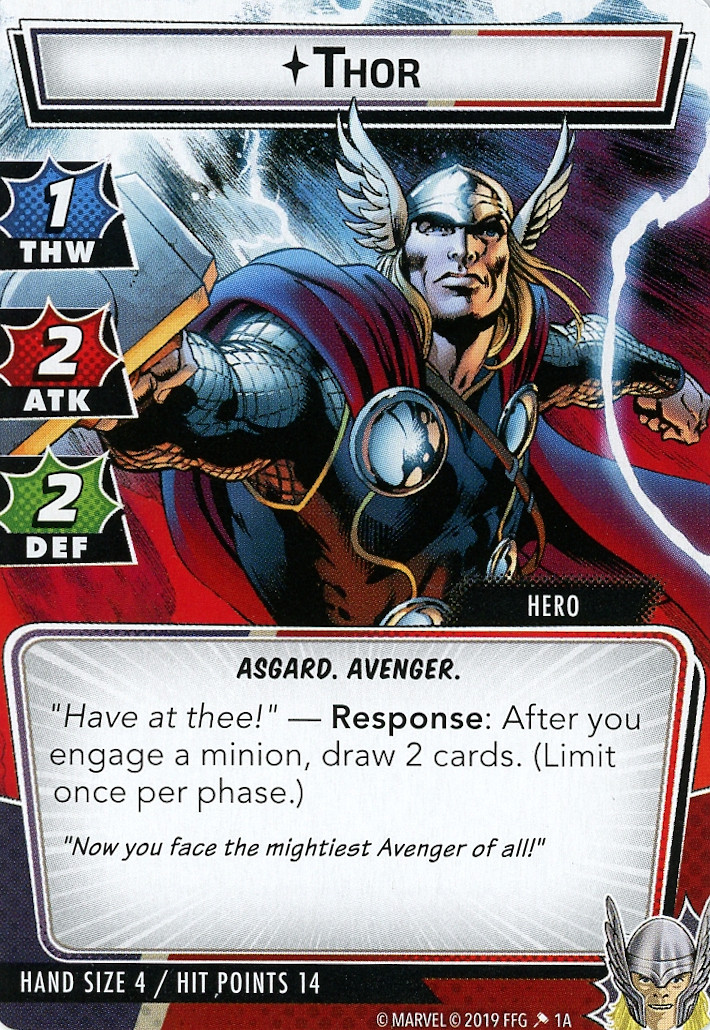 THOR
1
THW
2
ATK
2
DEF
HERO
ASGARD. AVENGER.
"Have at thee!" — Response: After you
engage a minion, draw 2 cards. (Limit
once per phase.)
"Now you face the mightiest Avenger of all!"
HAND SIZE 4 / HIT POINTS 14
© MARVEL © 2019 FFG 1A